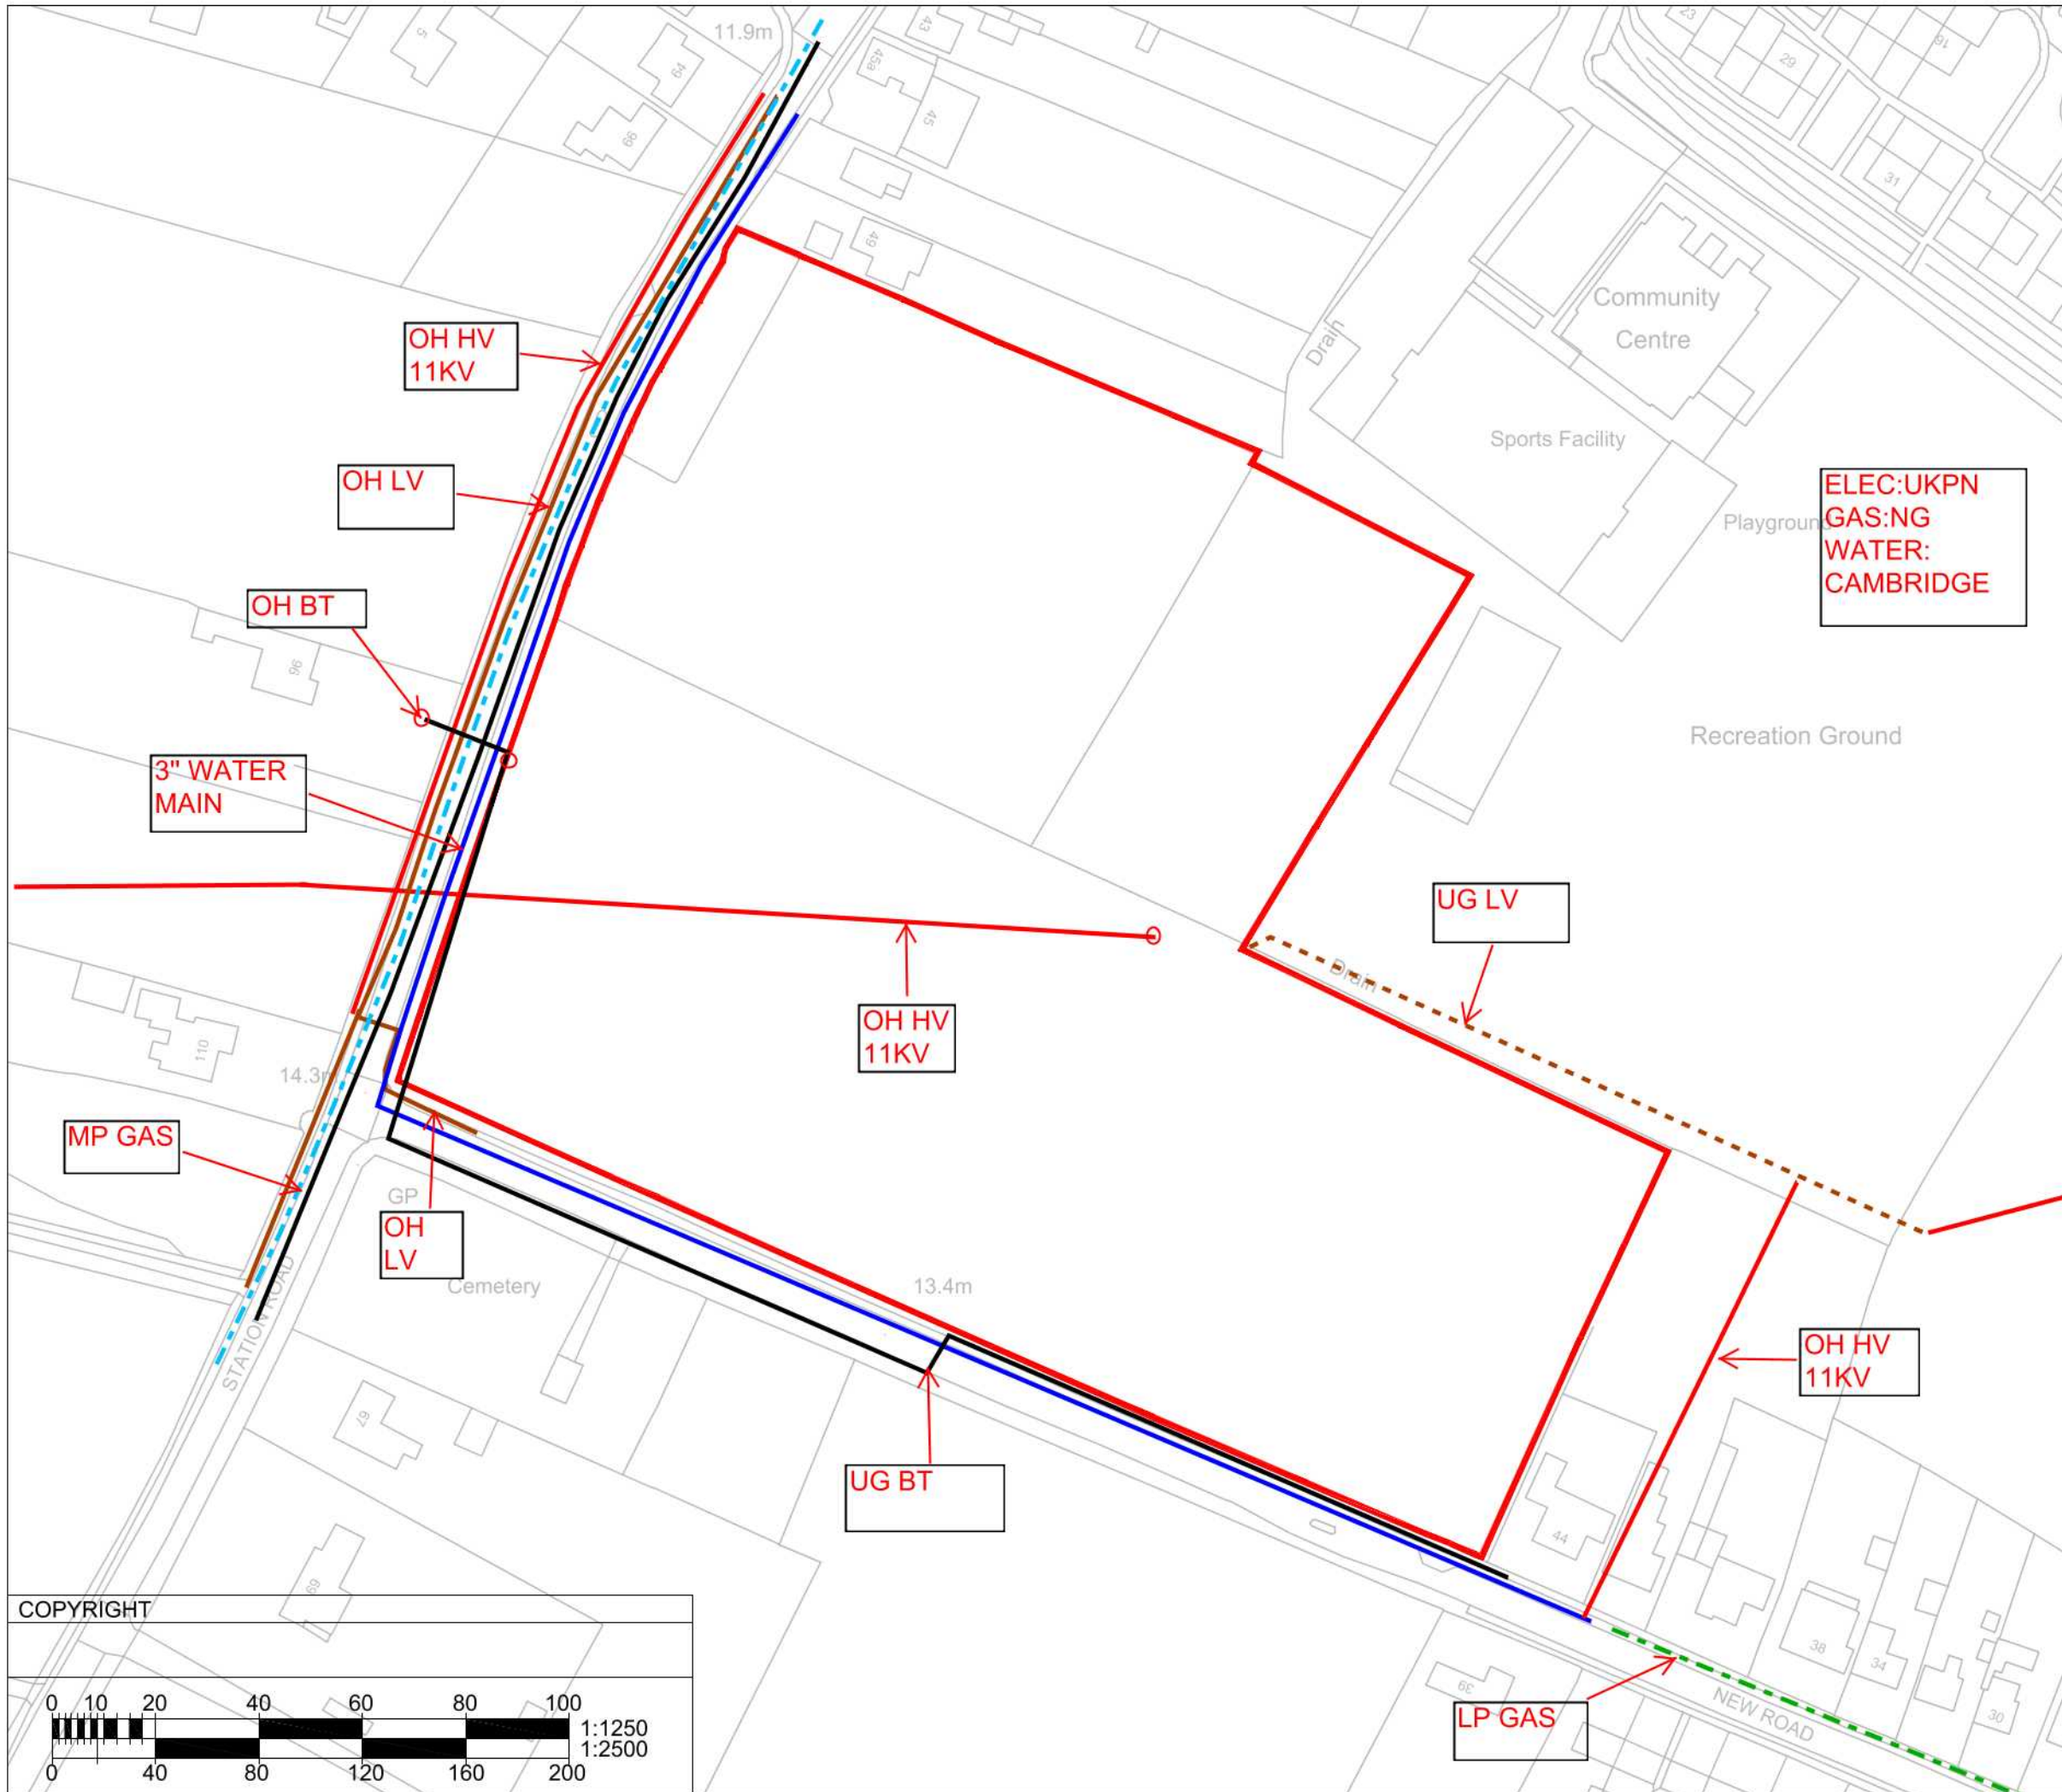 11.9m
43
45a
45
5
49
66
49
23
29
16
31
Community
Centre
Drain
OH HV
11KV
Sports Facility
OH LV
Playground
ELEC:UKPN
GAS:NG
WATER:
CAMBRIDGE
OH BT
96
Recreation Ground
3" WATER
MAIN
UG LV
Drain
OH HV
11KV
110
14.3m
MP GAS
GP
OH
LV
Cemetery
13.4m
STATION ROAD
OH HV
11KV
67
UG BT
44
69
COPYRIGHT
38
34
39
30
NEW ROAD
LP GAS
0 10 20 40 60 80 100
1:1250
1:2500
0 40 80 120 160 200